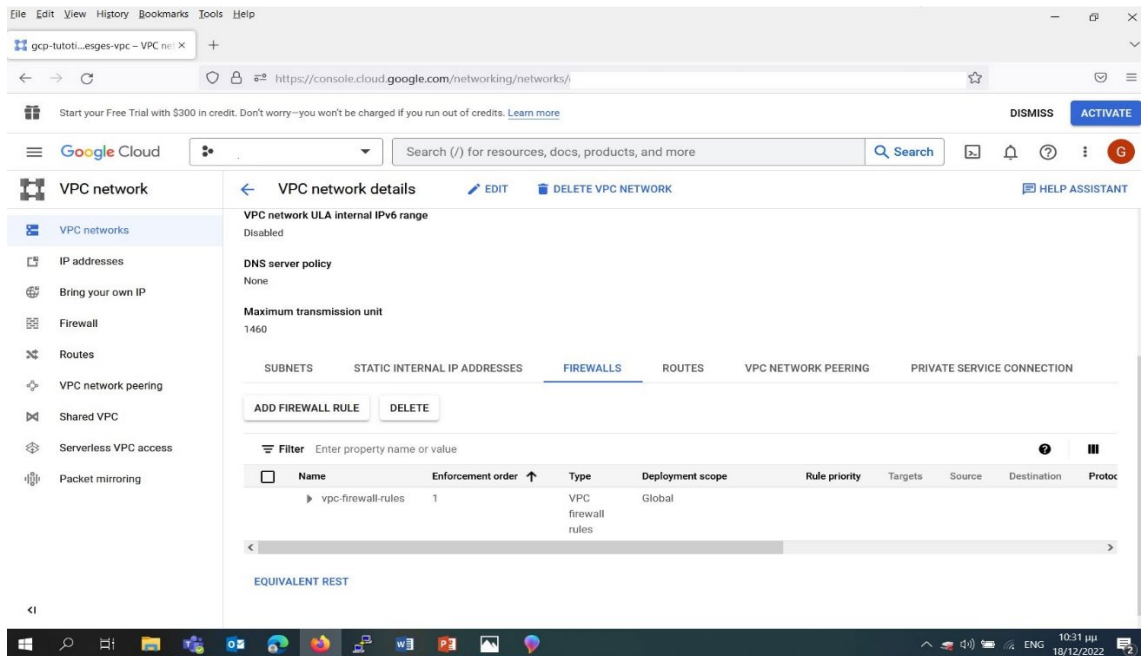 File Edit View History Bookmarks Tools Help
gcp-tutoti...esges-vpc – VPC net
https://console.cloud.google.com/networking/networks/
Start your Free Trial with $300 in credit. Don't worry—you won't be charged if you run out of credits. Learn more
DISMISS ACTIVATE
Google Cloud
Search (/) for resources, docs, products, and more
Search
G
VPC network
VPC network details EDIT DELETE VPC NETWORK HELP ASSISTANT
VPC networks
IP addresses
Bring your own IP
Firewall
Routes
VPC network peering
Shared VPC
Serverless VPC access
Packet mirroring
VPC network ULA internal IPv6 range
Disabled
DNS server policy
None
Maximum transmission unit
1460
SUBNETS STATIC INTERNAL IP ADDRESSES FIREWALLS ROUTES VPC NETWORK PEERING PRIVATE SERVICE CONNECTION
ADD FIREWALL RULE DELETE
Filter Enter property name or value
Name Enforcement order Type Deployment scope Rule priority Targets Source Destination Protoc
vpc-firewall-rules 1 VPC firewall rules Global
EQUIVALENT REST
ENG 10:31 μμ
18/12/2022